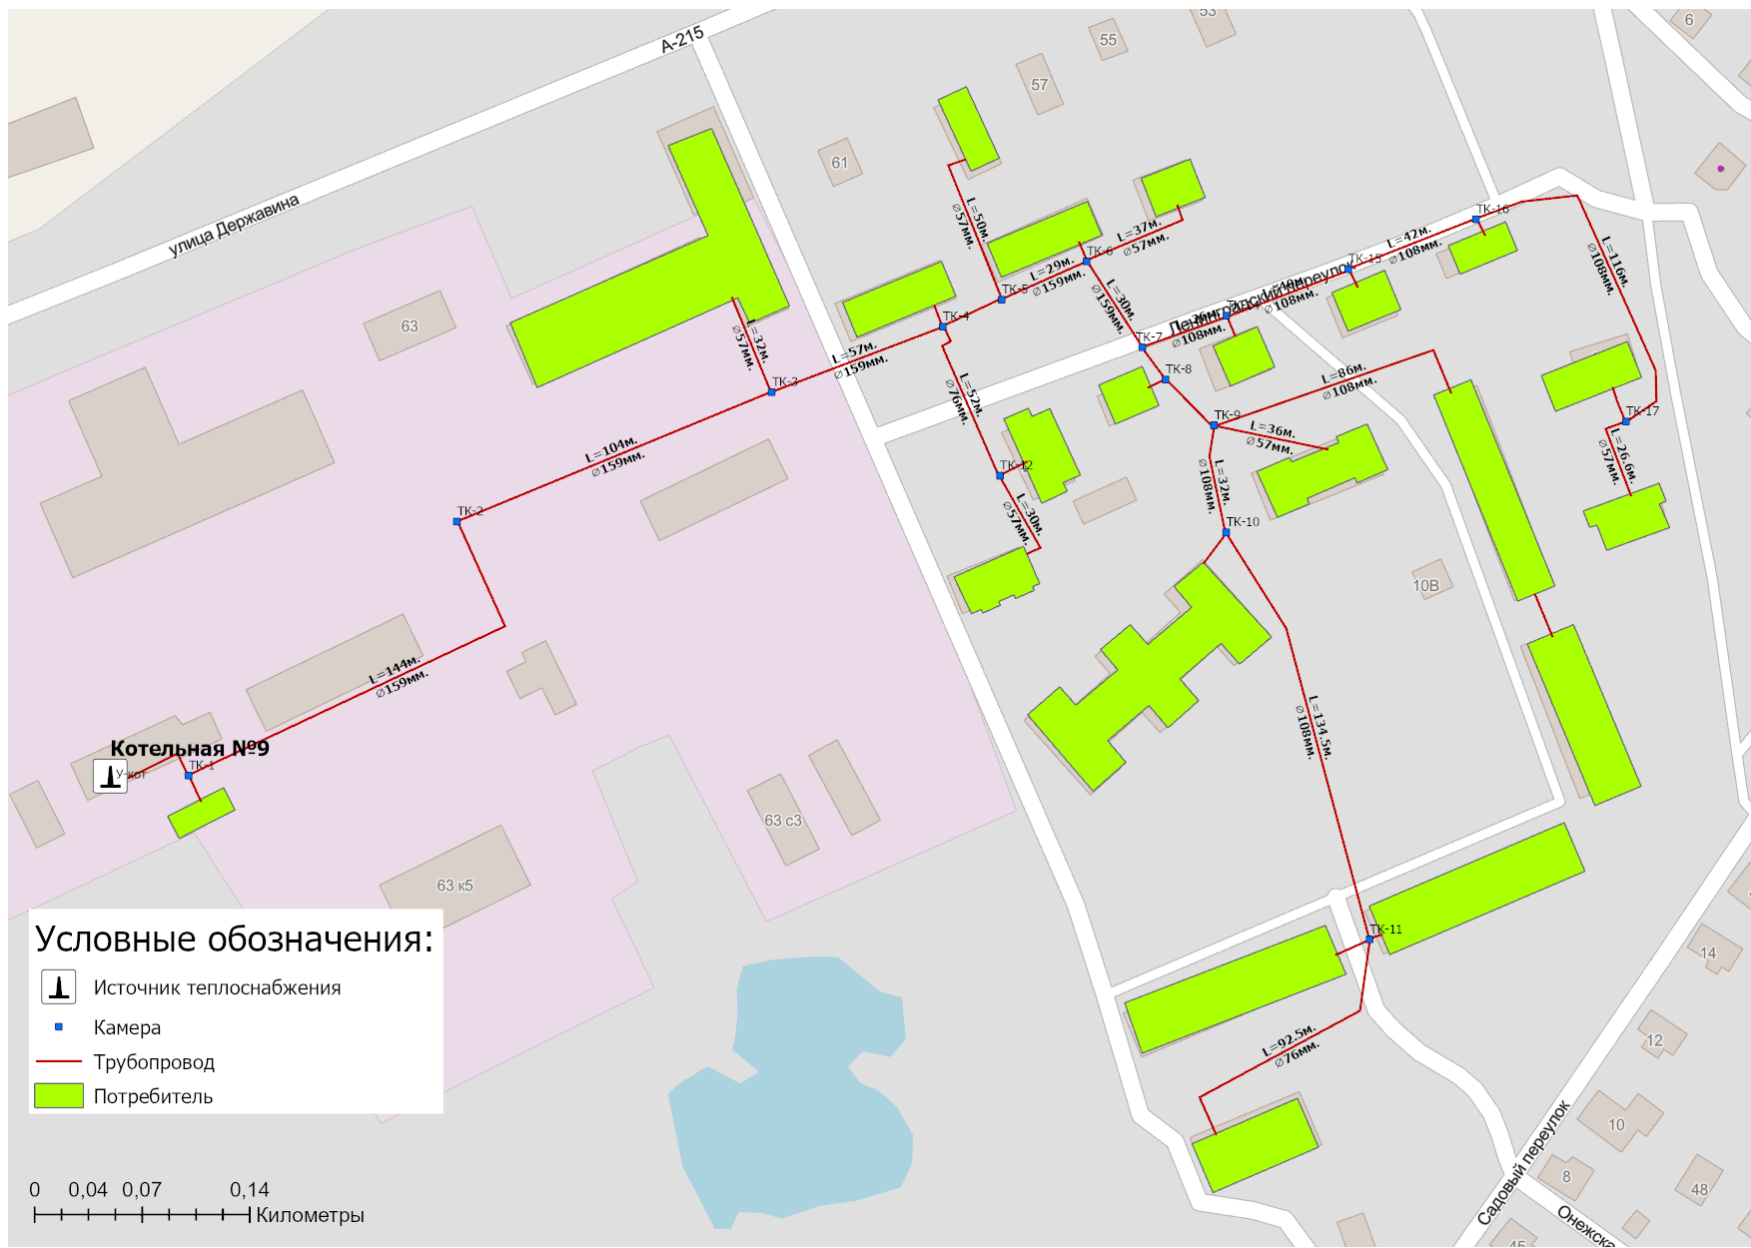 А-215
53
55
57
6
61
улица Державина
L=50м.
⌀57мм.
L=37м.
⌀57мм.
ТК-6
ТК-16
L=42м.
⌀108мм.
L=116м.
⌀108мм.
ТК-15
L=29м.
⌀159мм.
ТК-5
L=30м.
⌀159мм.
63
L=32м.
⌀57мм.
ТК-4
⌀108мм.
⌀108мм.
ТК-7
L=57м.
⌀159мм.
ТК-3
ТК-8
L=86м.
⌀108мм.
L=52м.
⌀76мм.
ТК-9
L=36м.
⌀57мм.
ТК-17
L=26.6м.
⌀57мм.
L=104м.
⌀159мм.
ТК-12
L=32м.
⌀108мм.
ТК-2
L=30м.
⌀57мм.
ТК-10
10В
L=144м.
⌀159мм.
L=134.5м.
⌀108мм.
Котельная №9
У-кот
ТК-1
63 с3
63 к5
ТК-11
14
12
10
8
48
L=92.5м.
⌀76мм.
Садовый переулок
Условные обозначения:
Источник теплоснабжения
Камера
Трубопровод
Потребитель
0 0,04 0,07 0,14
Километры